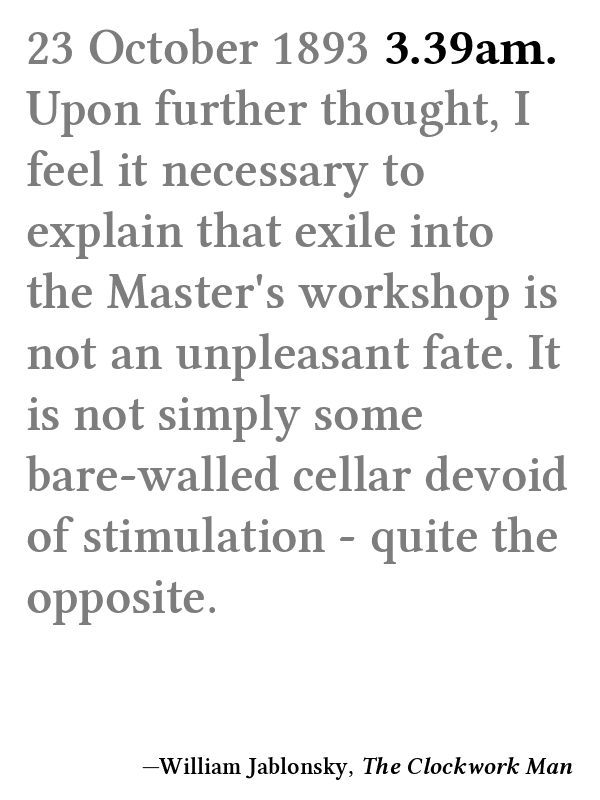 23 October 1893 3.39am.
Upon further thought, I
feel it necessary to
explain that exile into
the Master's workshop is
not an unpleasant fate. It
is not simply some
bare-walled cellar devoid
of stimulation - quite the
opposite.
—William Jablonsky, The Clockwork Man